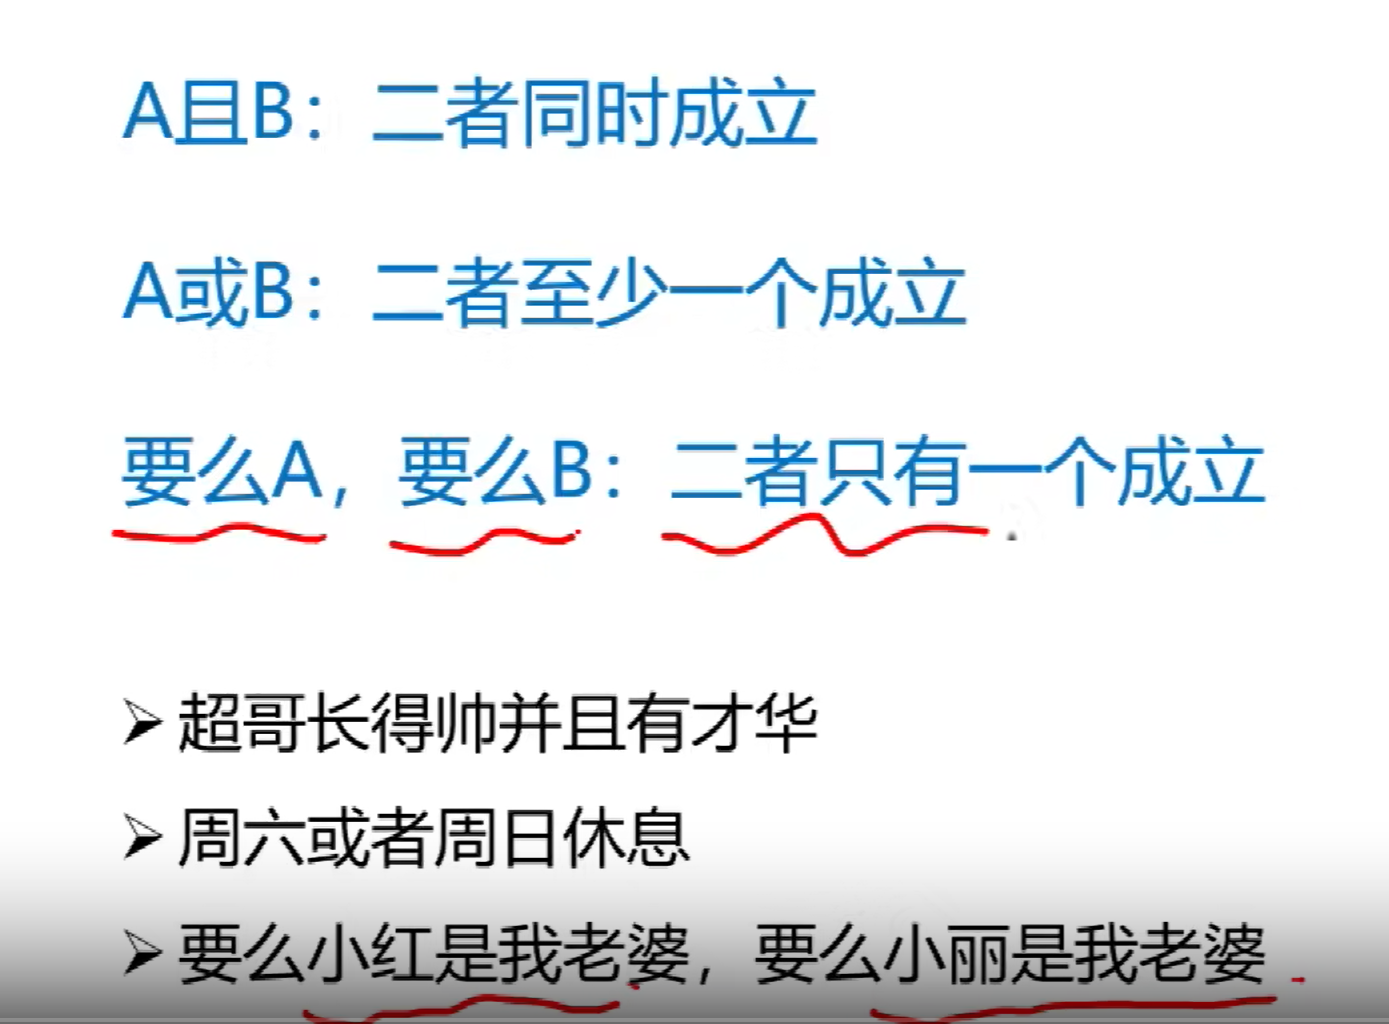 A且B：二者同时成立
A或B：二者至少一个成立
要么A，要么B：二者只有一个成立
➢超哥长得帅并且有才华
➢周六或者周日休息
➢要么小红是我老婆，要么小丽是我老婆